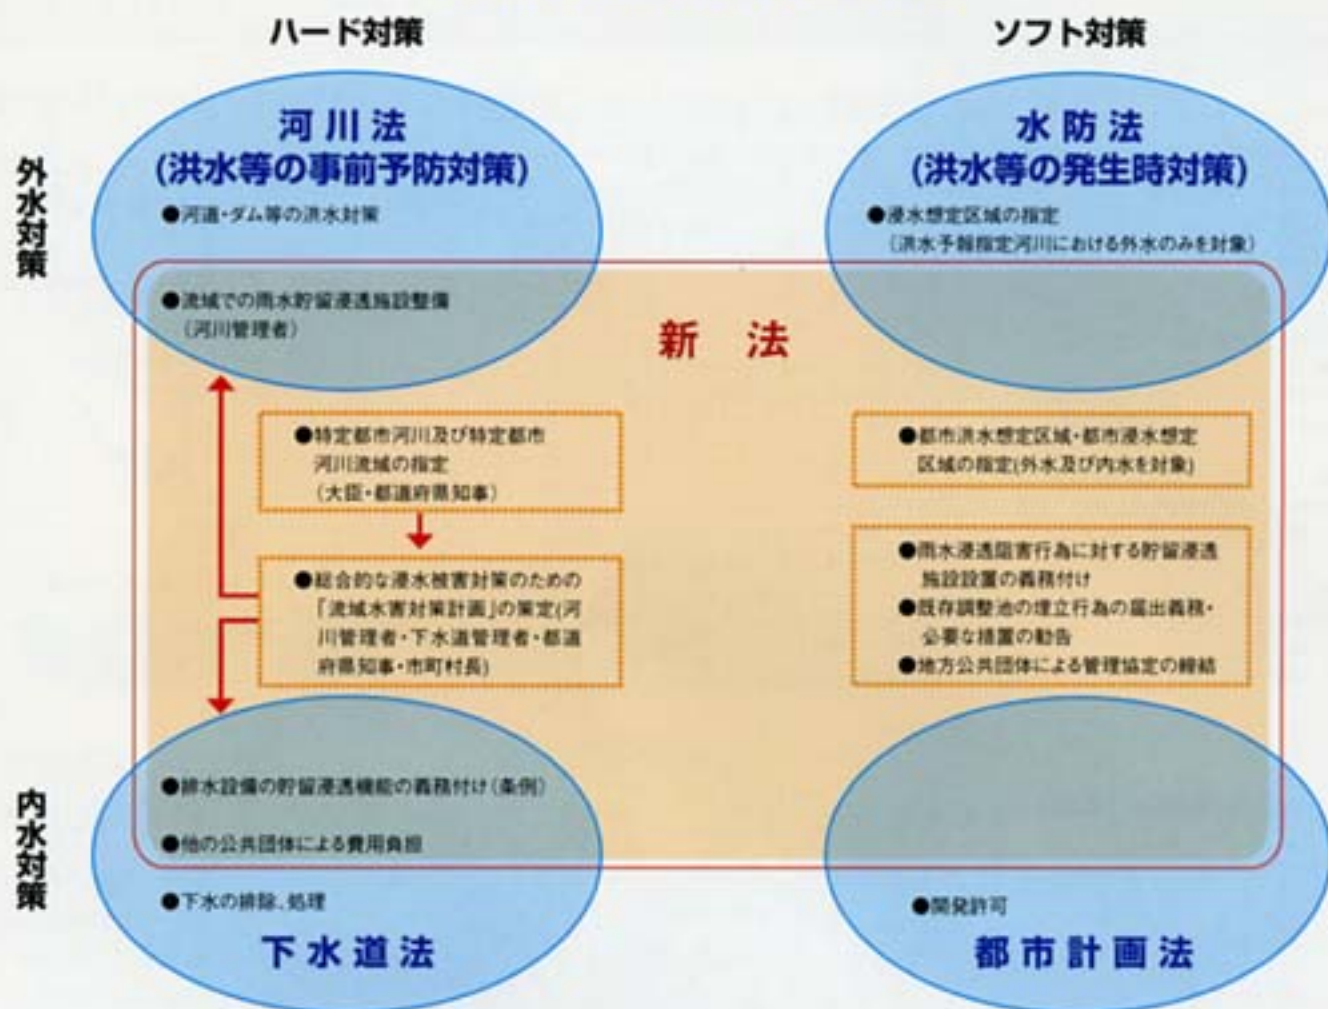 ハード対策
ソフト対策
外水対策
河川法
(洪水等の事前予防対策)
●河道・ダム等の洪水対策
●流域での雨水貯留浸透施設整備
（河川管理者）
水防法
(洪水等の発生時対策)
●浸水想定区域の指定
（洪水予報指定河川における外水のみを対象）
新 法
●特定都市河川及び特定都市
河川流域の指定
（大臣・都道府県知事）
●総合的な浸水被害対策のための
「流域水害対策計画」の策定(河
川管理者・下水道管理者・都道
府県知事・市町村長)
●都市洪水想定区域・都市浸水想定
区域の指定(外水及び内水を対象)
●雨水浸透阻害行為に対する貯留浸透
施設設置の義務付け
●既存調整池の埋立行為の届出義務・
必要な措置の勧告
●地方公共団体による管理協定の締結
内水対策
●排水設備の貯留浸透機能の義務付け（条例）
●他の公共団体による費用負担
●下水の排除、処理
下水道法
●開発許可
都市計画法